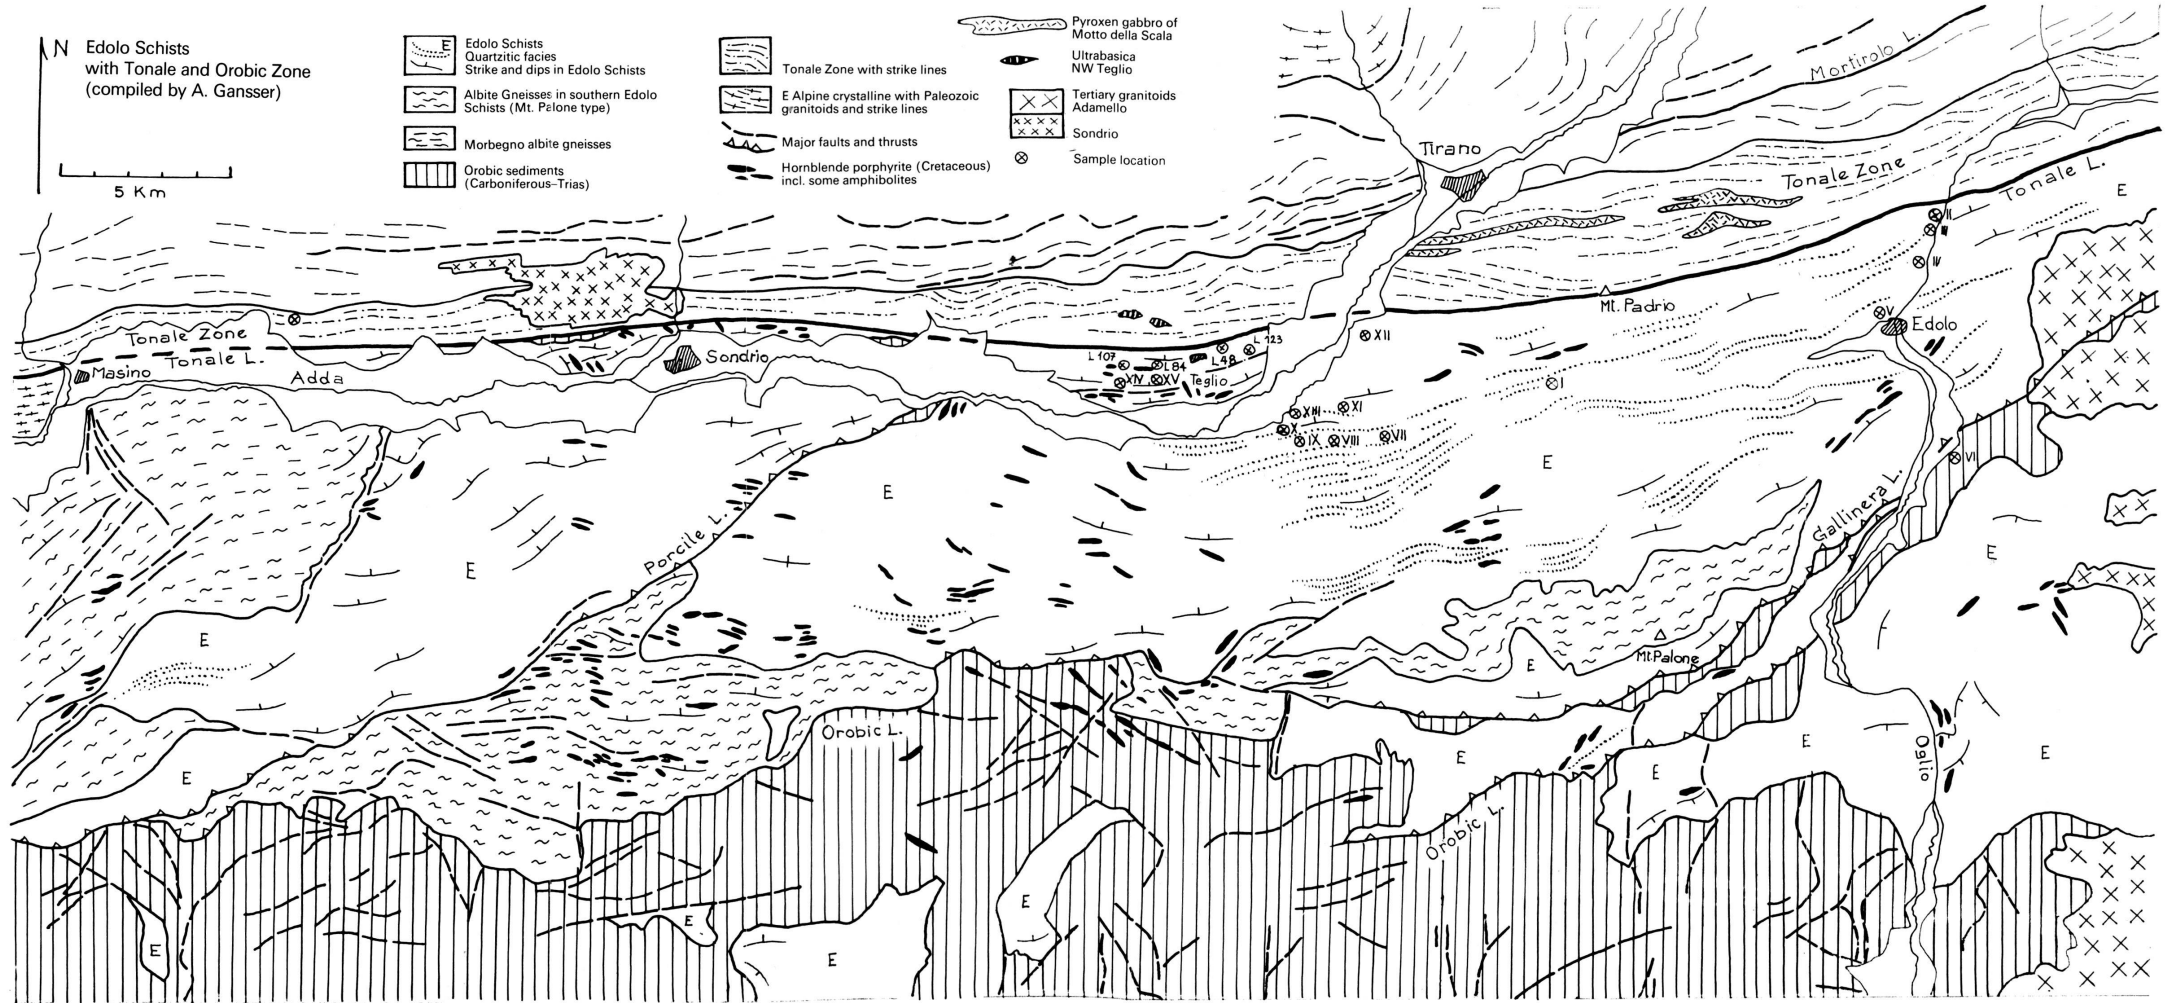 N
Edolo Schists
with Tonale and Orobic Zone
(compiled by A. Gansser)
5 Km
E
Edolo Schists
Quartzitic facies
Strike and dips in Edolo Schists
Albite Gneisses in southern Edolo
Schists (Mt. Palone type)
Morbegno albite gneisses
Orobic sediments
(Carboniferous–Trias)
Tonale Zone with strike lines
E Alpine crystalline with Paleozoic
granitoids and strike lines
Major faults and thrusts
Hornblende porphyrite (Cretaceous)
incl. some amphibolites
Pyroxen gabbro of
Motto della Scala
Ultrabasica
NW Teglio
Tertiary granitoids
Adamello
Sondrio
Sample location
Mortirolo L.
Tirano
Tonale Zone
Tonale L.
E
II
III
IV
V
Edolo
Mt. Padrio
XII
Tonale Zone
Tonale L.
Masino
Adda
Sondrio
L 107
L 84
L 48
L 123
XIV
XV
Teglio
I
XIII
XI
X
IX
VIII
VII
E
VI
E
E
Porcile L.
Gallinera L.
E
E
Mt.Palone
E
Orobic L.
E
E
E
E
Oglio
E
E
Orobic L.
E
E
E
E